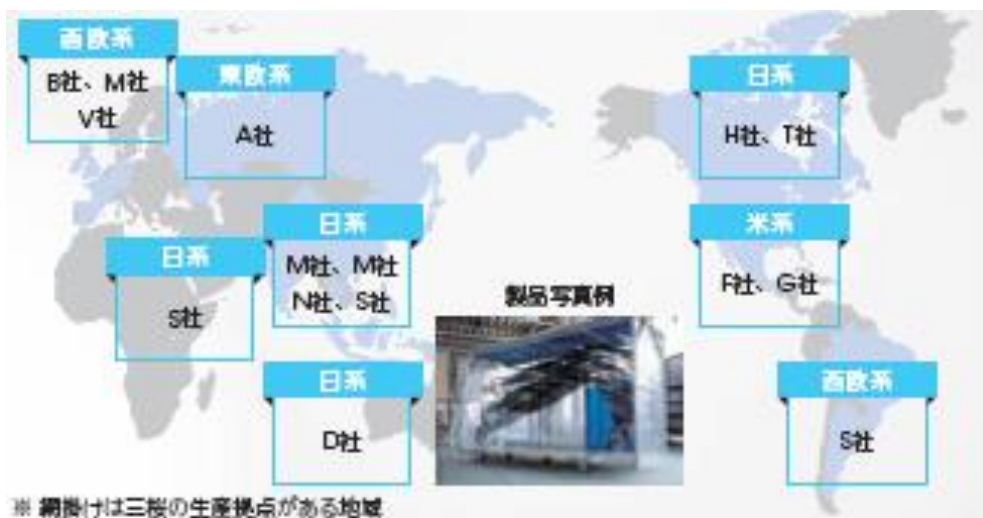 西欧系
B社、M社
V社
東欧系
A社
日系
H社、T社
日系
S社
日系
M社、M社
N社、S社
米系
F社、G社
製品写真例
日系
D社
西欧系
S社
※ 網掛けは三桜の生産拠点がある地域